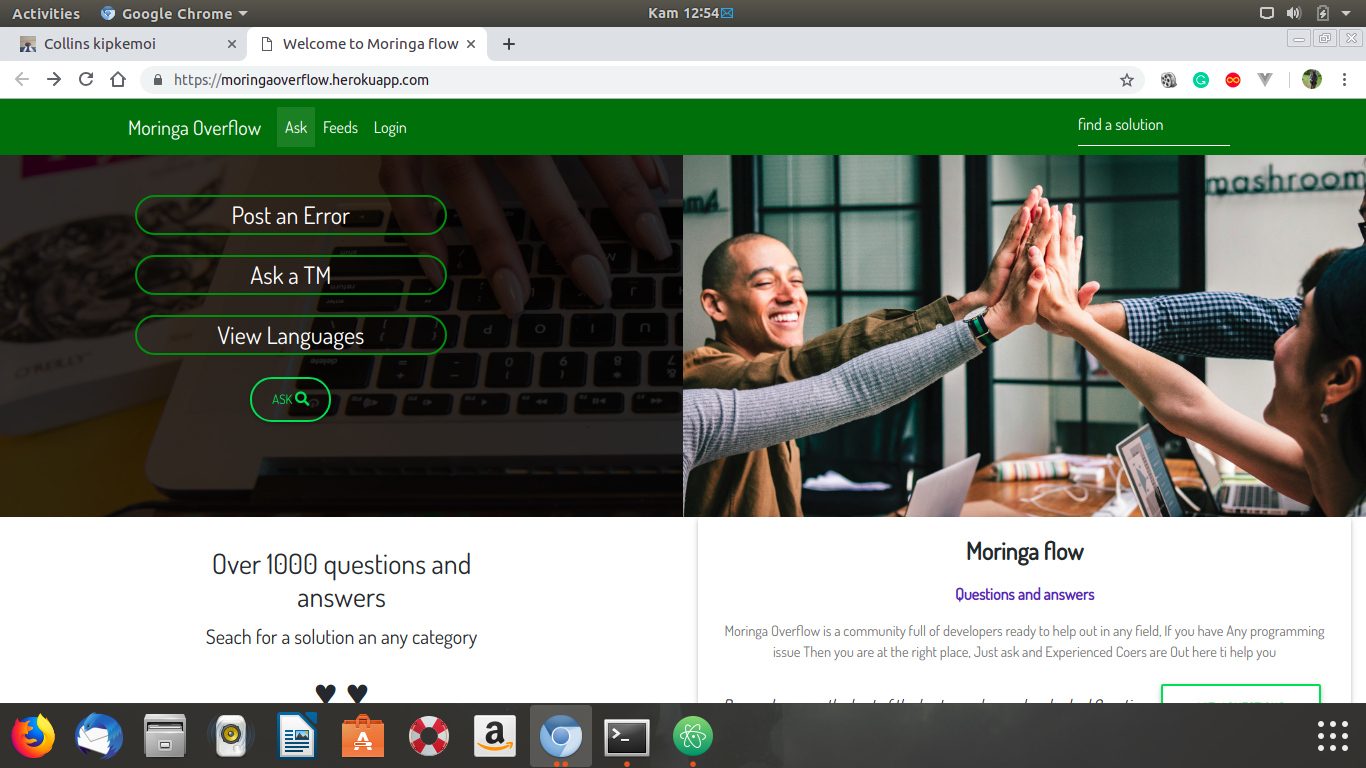 Activities Google Chrome Kam 12:54
Collins kipkemoi Welcome to Moringa flow
https://moringaoverflow.herokuapp.com
Moringa Overflow Ask Feeds Login find a solution
mashroom
Post an Error
Ask a TM
View Languages
ASK
O'REILLY
Over 1000 questions and
answers
Seach for a solution an any category
Moringa flow
Questions and answers
Moringa Overflow is a community full of developers ready to help out in any field, If you have Any programming
issue Then you are at the right place, Just ask and Experienced Coers are Out here ti help you